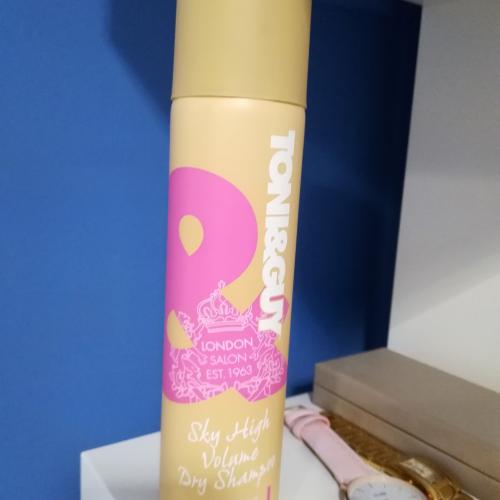 TONI&GUY
&
LONDON
SALON
EST. 1963
Sky High
Volume
Dry Shampoo